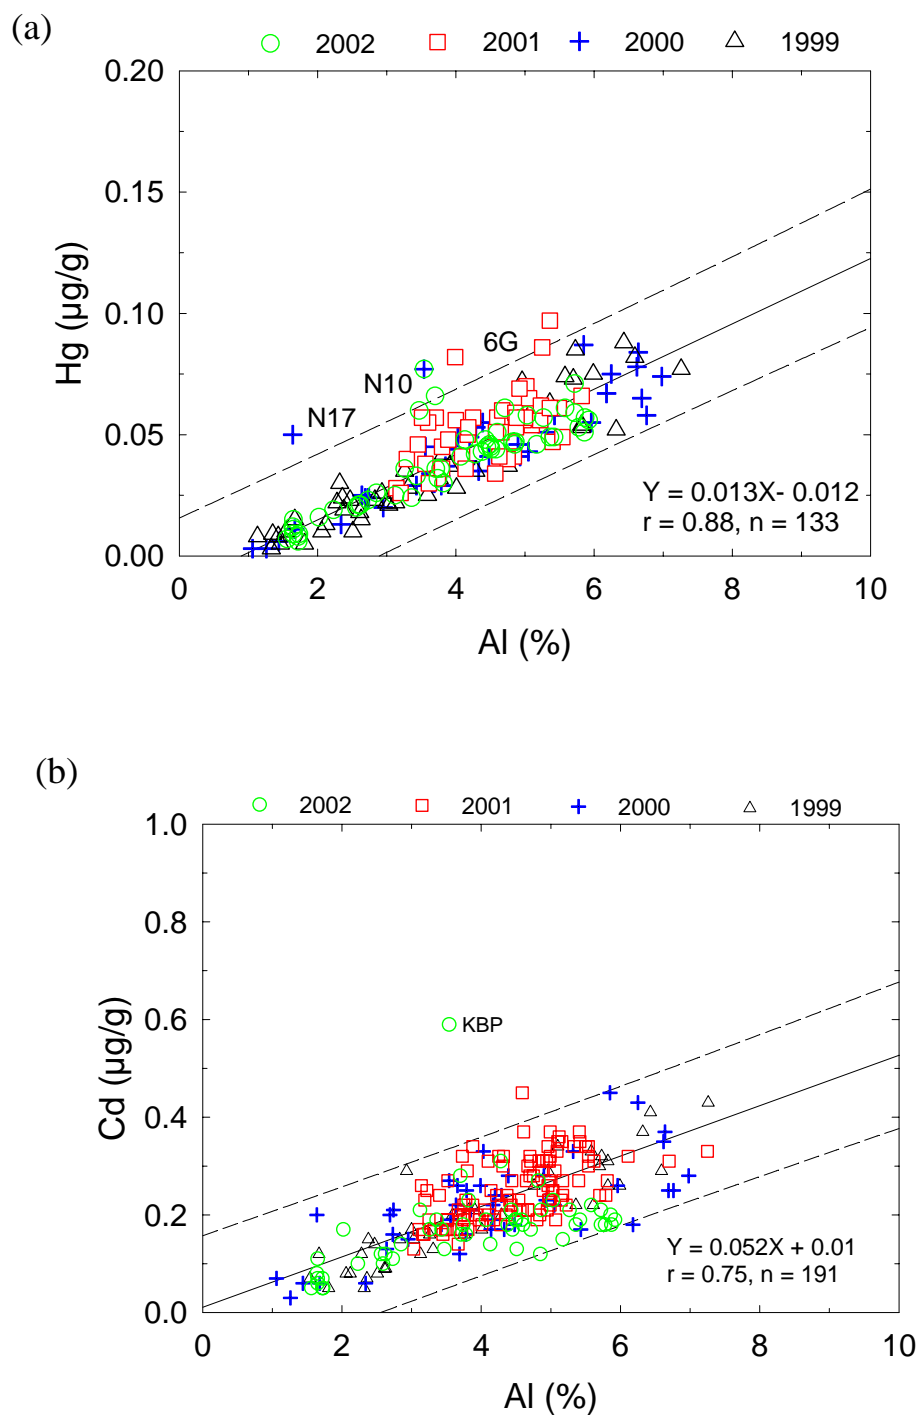 (a)
2002 2001 2000 1999
0.20
0.15
0.10
0.05
0.00
Hg (µg/g)
6G
N10
N17
Y = 0.013X- 0.012
r = 0.88, n = 133
0 2 4 6 8 10
Al (%)
(b)
2002 2001 2000 1999
1.0
0.8
0.6
0.4
0.2
0.0
Cd (µg/g)
KBP
Y = 0.052X + 0.01
r = 0.75, n = 191
0 2 4 6 8 10
Al (%)